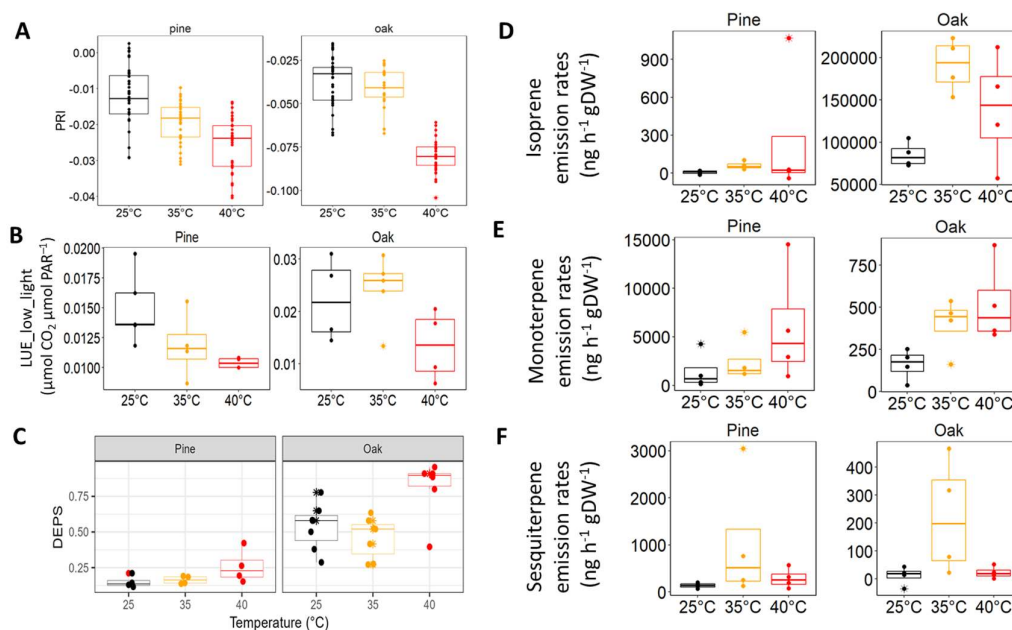 A
pine
oak
PRI
0.00
-0.01
-0.02
-0.03
-0.04
-0.025
-0.050
-0.075
-0.100
25°C 35°C 40°C
25°C 35°C 40°C
B
Pine
Oak
LUE_low_light
(μmol CO2 μmol PAR⁻¹)
0.0200
0.0175
0.0150
0.0125
0.0100
0.03
0.02
0.01
25°C 35°C 40°C
25°C 35°C 40°C
C
Pine
Oak
DEPS
0.75
0.50
0.25
25 35 40
25 35 40
Temperature (°C)
D
Pine
Oak
Isoprene
emission rates
(ng h⁻¹ gDW⁻¹)
900
600
300
0
200000
150000
100000
50000
25°C 35°C 40°C
25°C 35°C 40°C
E
Pine
Oak
Monoterpene
emission rates
(ng h⁻¹ gDW⁻¹)
15000
10000
5000
0
750
500
250
0
25°C 35°C 40°C
25°C 35°C 40°C
F
Pine
Oak
Sesquiterpene
emission rates
(ng h⁻¹ gDW⁻¹)
3000
2000
1000
0
400
300
200
100
0
25°C 35°C 40°C
25°C 35°C 40°C